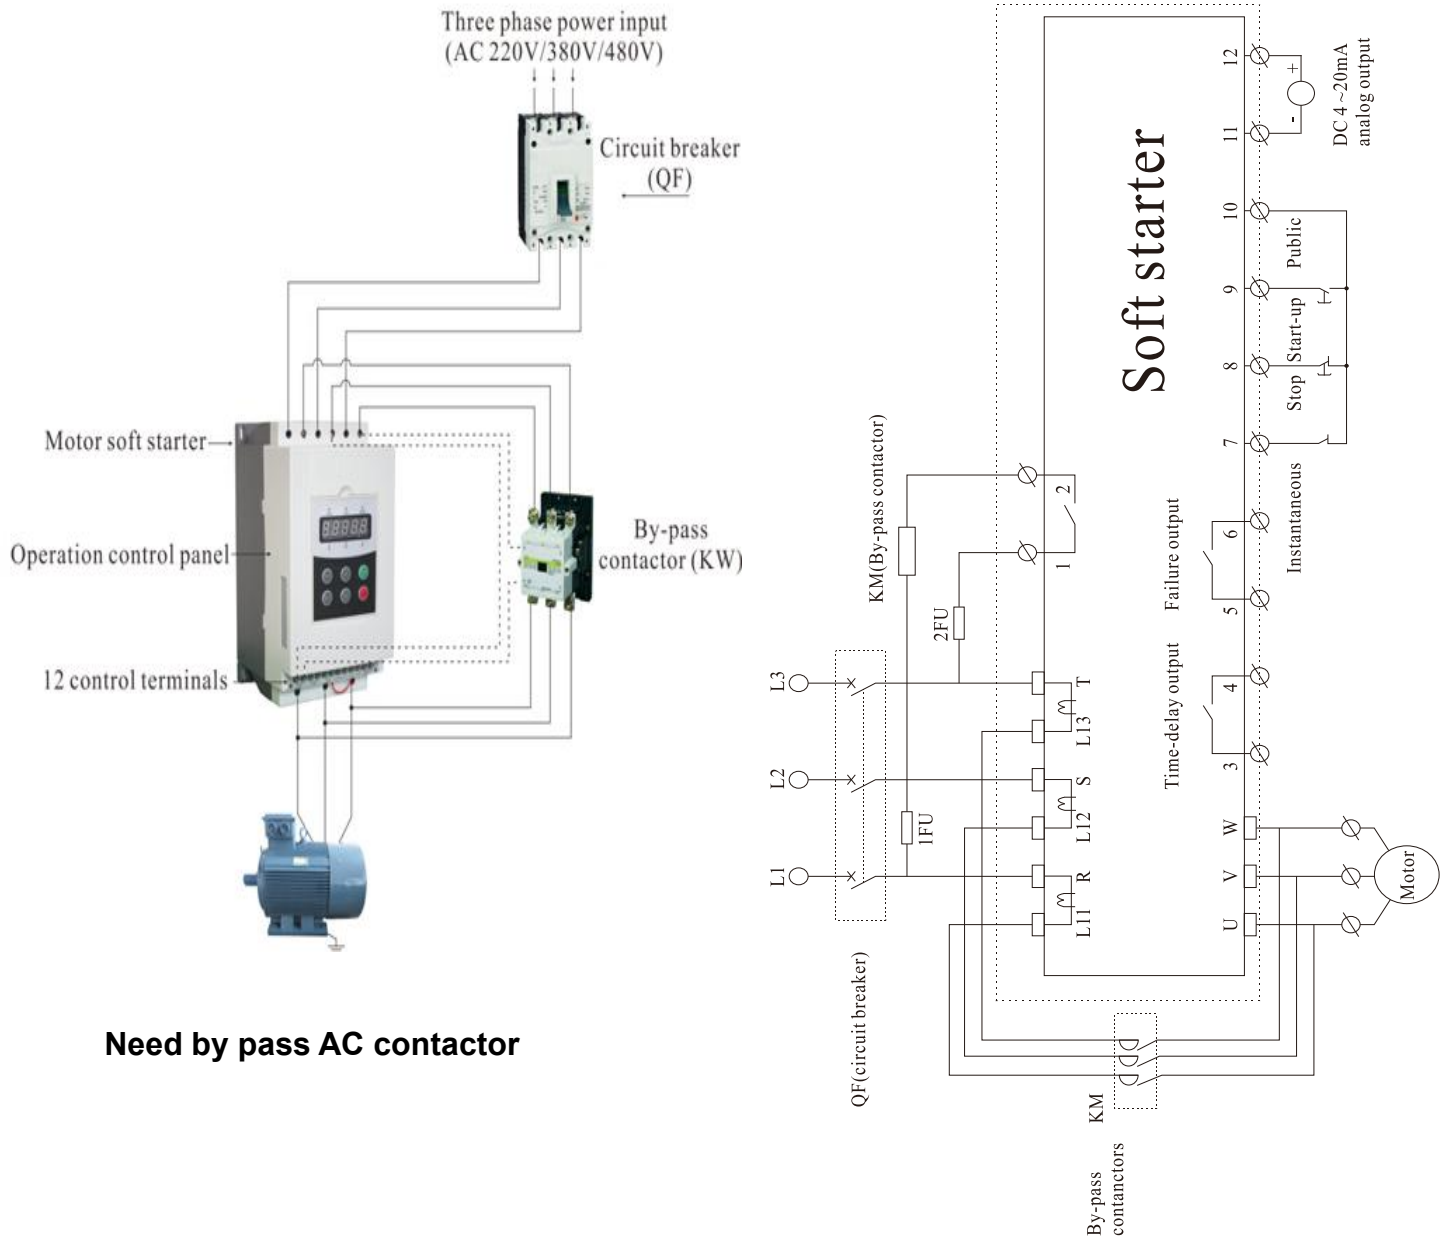 Three phase power input
(AC 220V/380V/480V)
Circuit breaker
(QF)
Motor soft starter
Operation control panel
By-pass
contactor (KW)
12 control terminals
Need by pass AC contactor
Soft starter
12
11
10
9
8
7
6
5
4
3
W
V
U
+
-
DC 4 ~20mA
analog output
Public
Start-up
Stop
Instantaneous
Failure output
Time-delay output
2
1
KM(By-pass contactor)
2FU
1FU
L3
L2
L1
T
L13
S
L12
R
L11
Motor
QF(circuit breaker)
KM
By-pass
contanctors